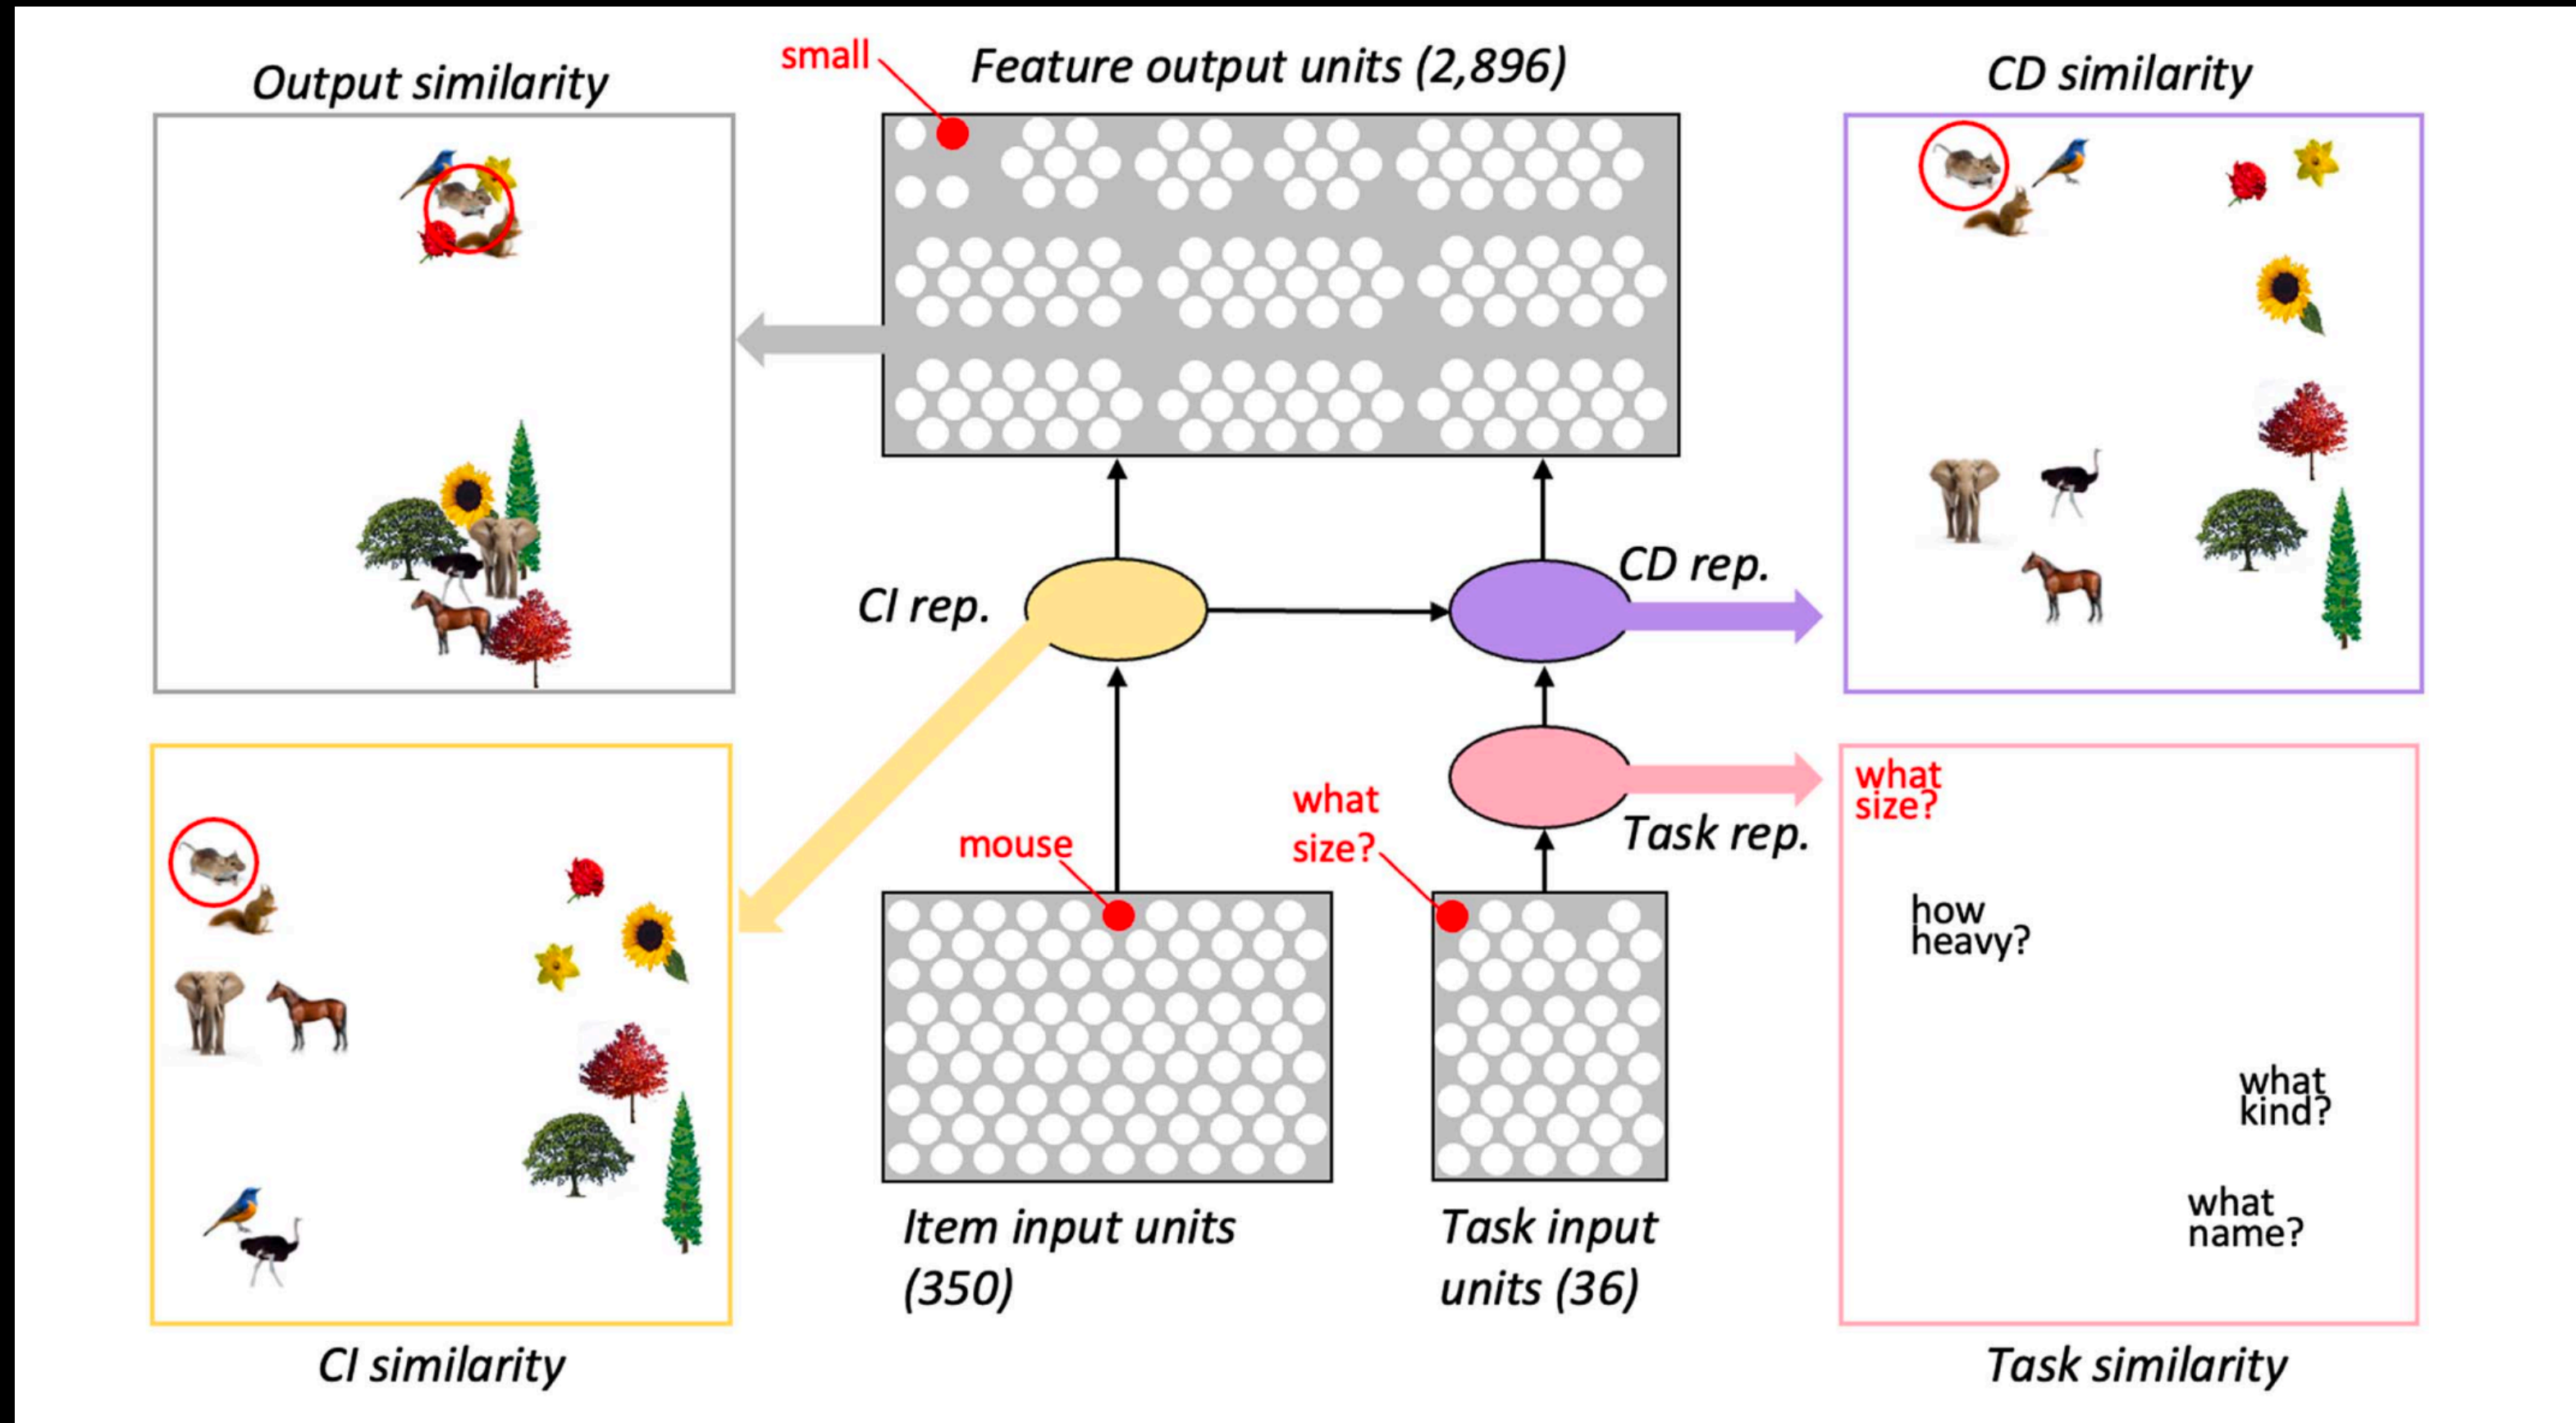 Output similarity
small
Feature output units (2,896)
CD similarity
CI rep.
CD rep.
mouse
what
size?
Task rep.
what
size?
how
heavy?
what
kind?
what
name?
Item input units
(350)
Task input
units (36)
CI similarity
Task similarity